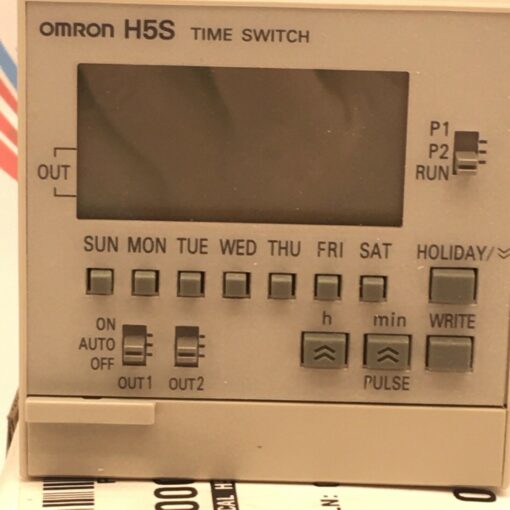 omron H5S TIME SWITCH
P1
P2
RUN
OUT
SUN MON TUE WED THU FRI SAT HOLIDAY/
h min WRITE
ON
AUTO
OFF
OUT1 OUT2 PULSE